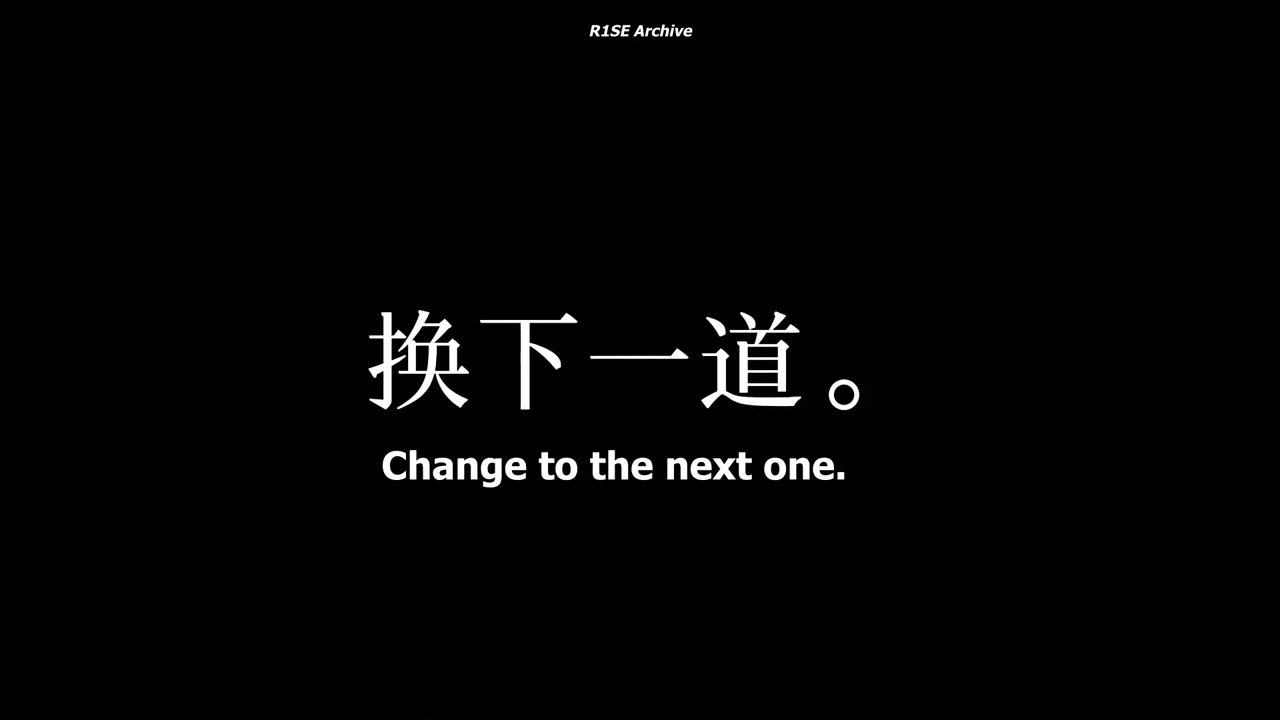 R1SE Archive
换下一道。
Change to the next one.